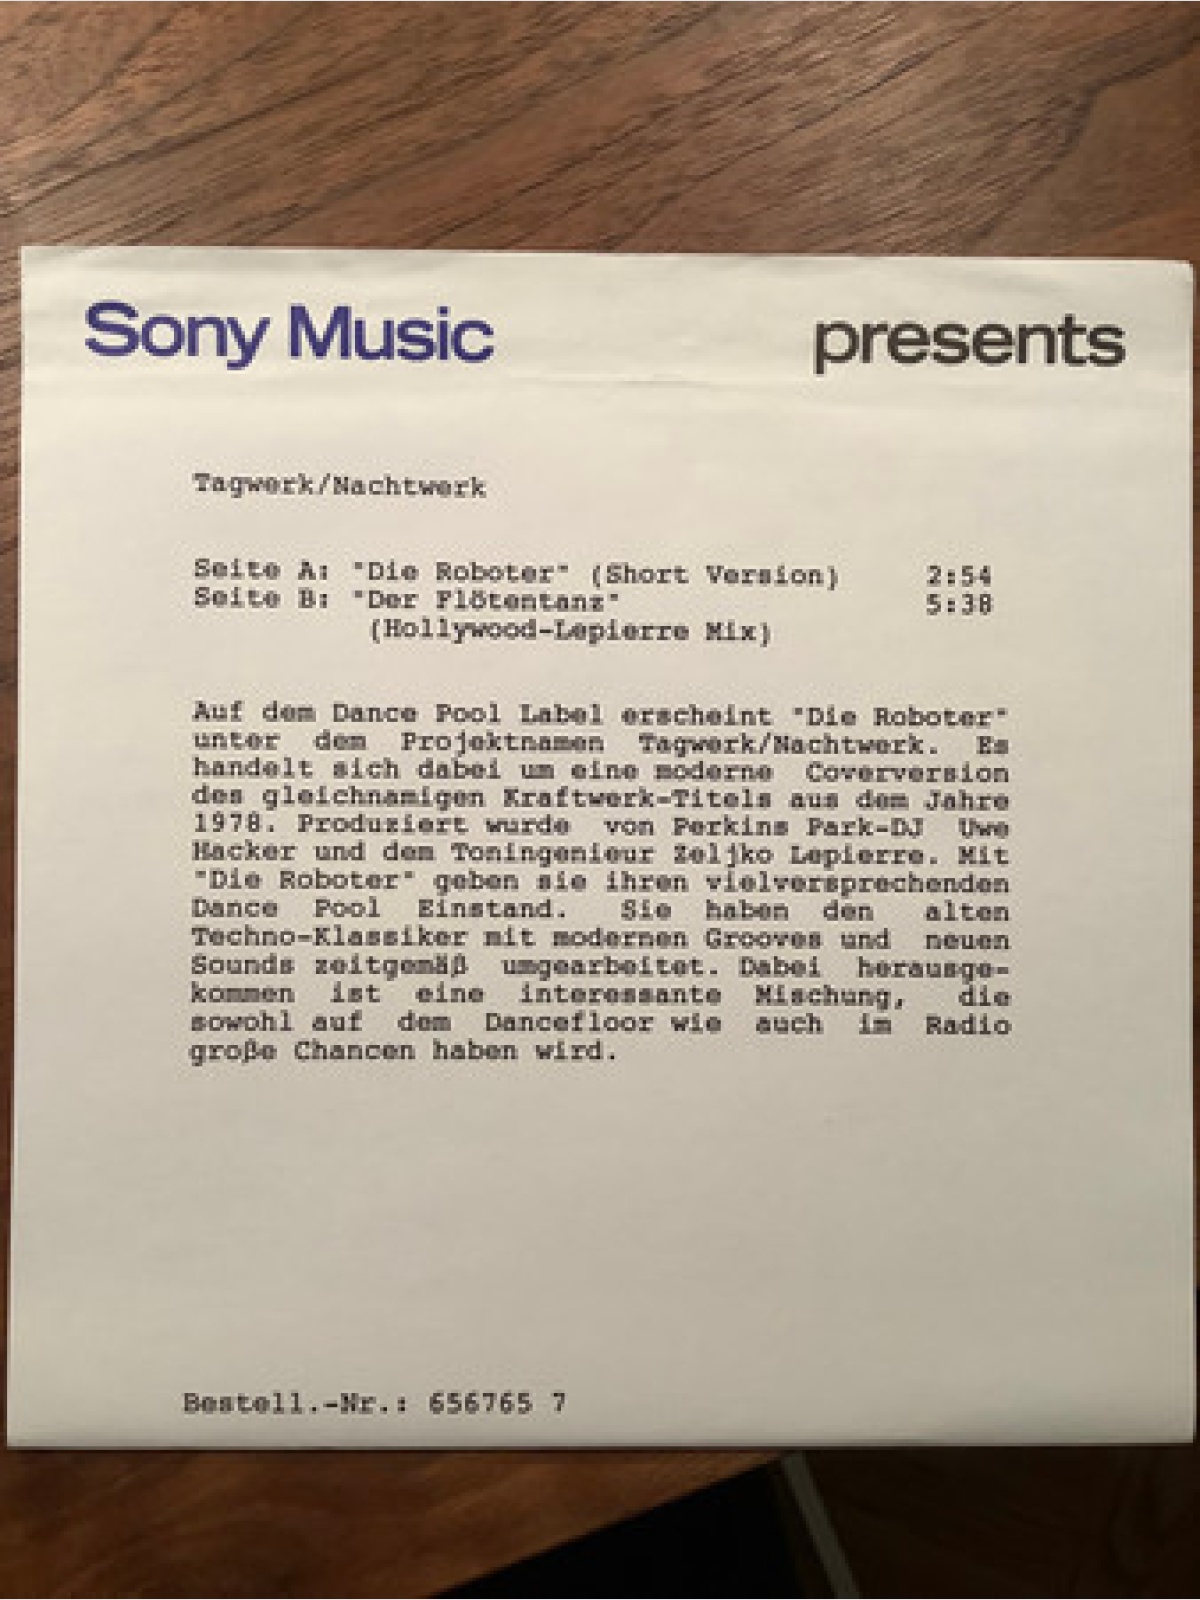 Sony Music presents
Tagwerk/Nachtwerk
Seite A: "Die Roboter" (Short Version) 2:54
Seite B: "Der Flötentanz" 5:38
(Hollywood-Lepierre Mix)
Auf dem Dance Pool Label erscheint "Die Roboter"
unter dem Projektnamen Tagwerk/Nachtwerk. Es
handelt sich dabei um eine moderne Coverversion
des gleichnamigen Kraftwerk-Titels aus dem Jahre
1978. Produziert wurde von Perkins Park-DJ Uwe
Hacker und dem Toningenieur Zeljko Lepierre. Mit
"Die Roboter" geben sie ihren vielversprechenden
Dance Pool Einstand. Sie haben den alten
Techno-Klassiker mit modernen Grooves und neuen
Sounds zeitgemäß umgearbeitet. Dabei herausge-
kommen ist eine interessante Mischung, die
sowohl auf dem Dancefloor wie auch im Radio
große Chancen haben wird.
Bestell.-Nr.: 656765 7